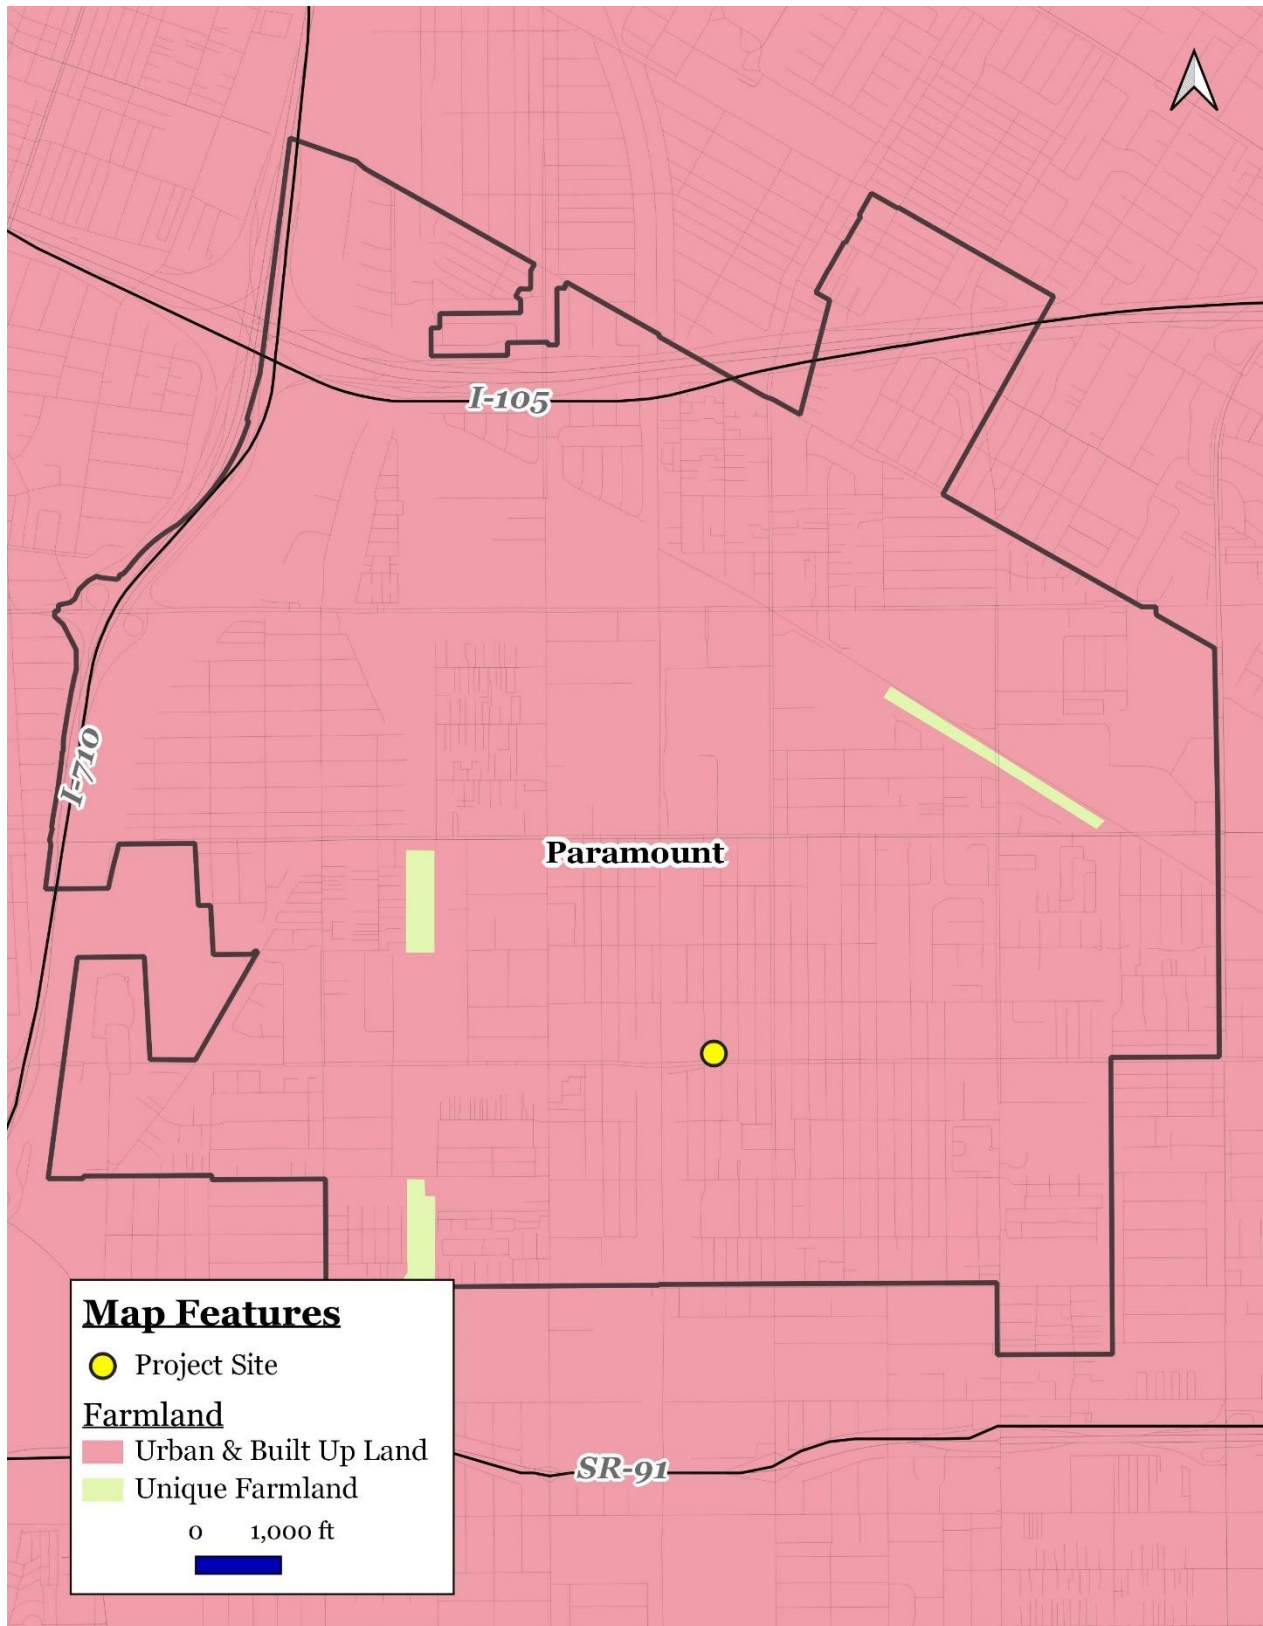 I-105
I-710
Paramount
Map Features
Project Site
Farmland
Urban & Built Up Land
Unique Farmland
0 1,000 ft
SR-91